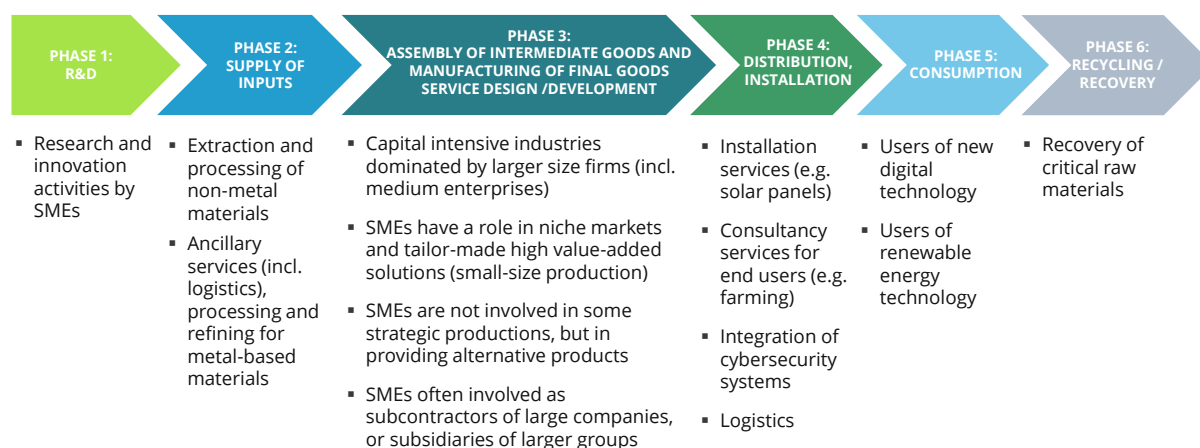 PHASE 1:
R&D
PHASE 2:
SUPPLY OF
INPUTS
PHASE 3:
ASSEMBLY OF INTERMEDIATE GOODS AND
MANUFACTURING OF FINAL GOODS
SERVICE DESIGN /DEVELOPMENT
PHASE 4:
DISTRIBUTION,
INSTALLATION
PHASE 5:
CONSUMPTION
PHASE 6:
RECYCLING /
RECOVERY
▪ Research and
innovation
activities by
SMEs
▪ Extraction and
processing of
non-metal
materials
▪ Ancillary
services (incl.
logistics),
processing and
refining for
metal-based
materials
▪ Capital intensive industries
dominated by larger size firms (incl.
medium enterprises)
▪ SMEs have a role in niche markets
and tailor-made high value-added
solutions (small-size production)
▪ SMEs are not involved in some
strategic productions, but in
providing alternative products
▪ SMEs often involved as
subcontractors of large companies,
or subsidiaries of larger groups
▪ Installation
services (e.g.
solar panels)
▪ Consultancy
services for
end users (e.g.
farming)
▪ Integration of
cybersecurity
systems
▪ Logistics
▪ Users of new
digital
technology
▪ Users of
renewable
energy
technology
▪ Recovery of
critical raw
materials